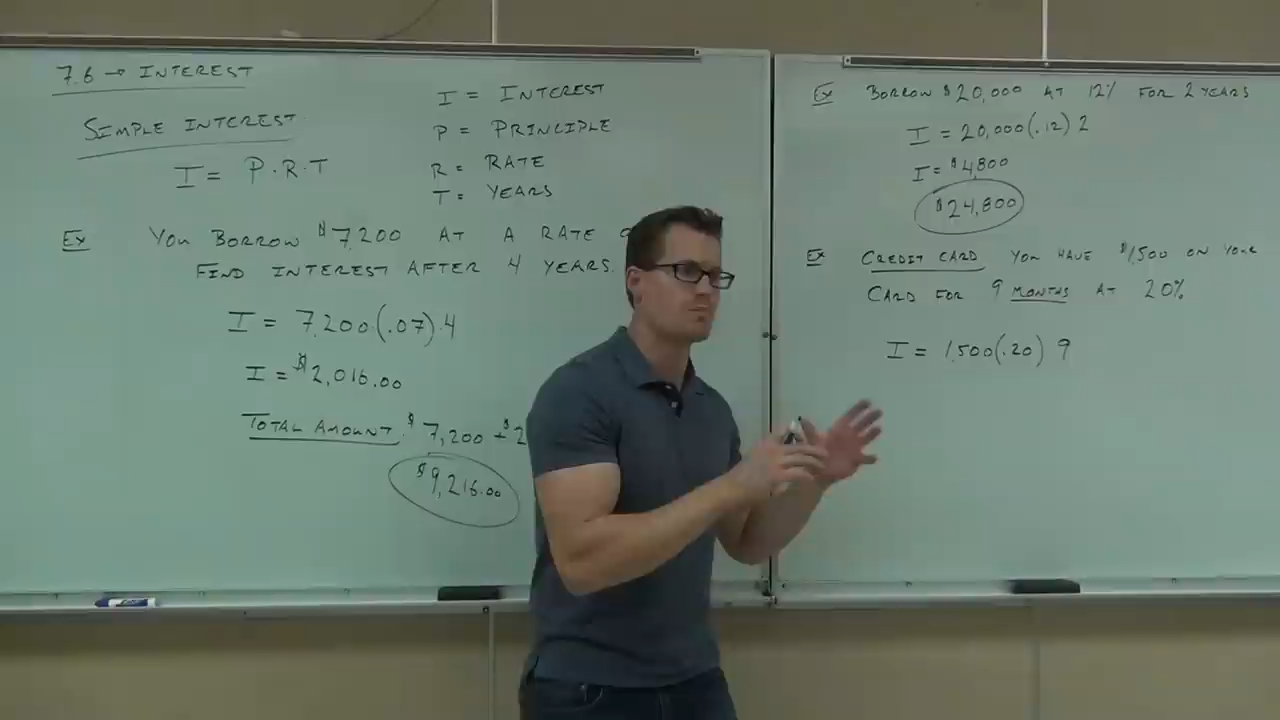 7.6 → INTEREST
SIMPLE INTEREST
I = P·R·T
I = INTEREST
P = PRINCIPLE
R = RATE
T = YEARS
Ex YOU BORROW $7,200 AT A RATE
FIND INTEREST AFTER 4 YEARS.
I = 7,200(.07)·4
I = $2,016.00
TOTAL AMOUNT: $7,200 + $2
$9,216.00
Ex BORROW $20,000 AT 12% FOR 2 YEARS
I = 20,000(.12)2
I = $4,800
$24,800
Ex CREDIT CARD YOU HAVE $1,500 ON YOUR
CARD FOR 9 MONTHS AT 20%
I = 1,500(.20) 9